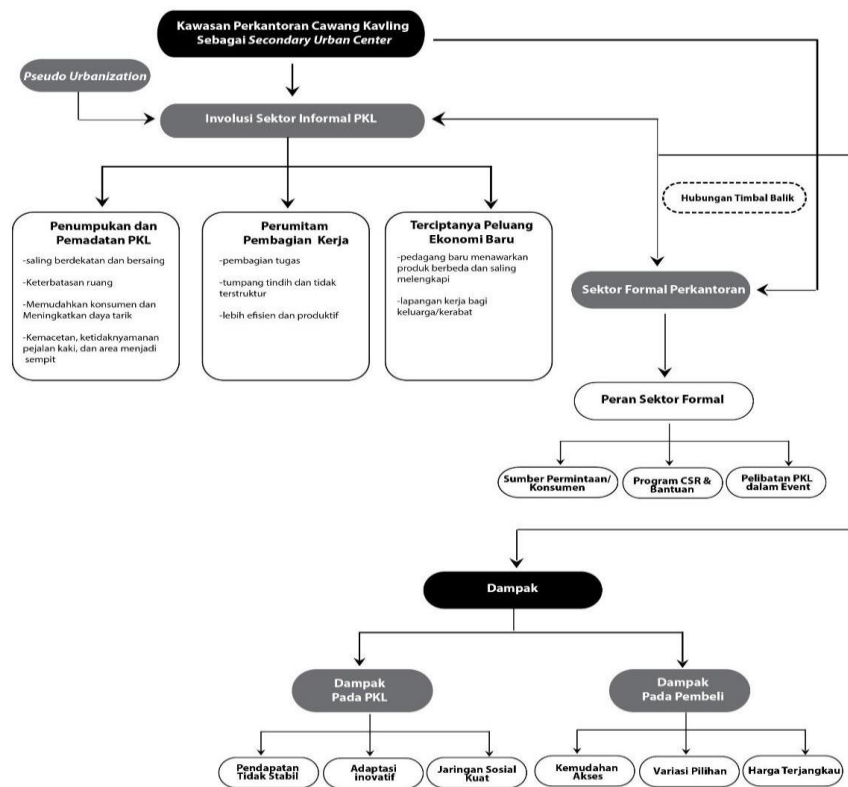 Kawasan Perkantoran Cawang Kavling
Sebagai Secondary Urban Center
Pseudo Urbanization
Involusi Sektor Informal PKL
Hubungan Timbal Balik
Penumpukan dan
Pemadatan PKL
-saling berdekatan dan bersaing
-Keterbatasan ruang
-Memudahkan konsumen dan
Meningkatkan daya tarik
-Kemacetan, ketidaknyamanan
pejalan kaki, dan area menjadi
sempit
Perumitam
Pembagian Kerja
-pembagian tugas
-tumpang tindih dan tidak
terstruktur
-lebih efisien dan produktif
Terciptanya Peluang
Ekonomi Baru
-pedagang baru menawarkan
produk berbeda dan saling
melengkapi
-lapangan kerja bagi
keluarga/kerabat
Sektor Formal Perkantoran
Peran Sektor Formal
Sumber Permintaan/
Konsumen
Program CSR &
Bantuan
Pelibatan PKL
dalam Event
Dampak
Dampak
Pada PKL
Dampak
Pada Pembeli
Pendapatan
Tidak Stabil
Adaptasi
inovatif
Jaringan Sosial
Kuat
Kemudahan
Akses
Variasi Pilihan
Harga Terjangkau